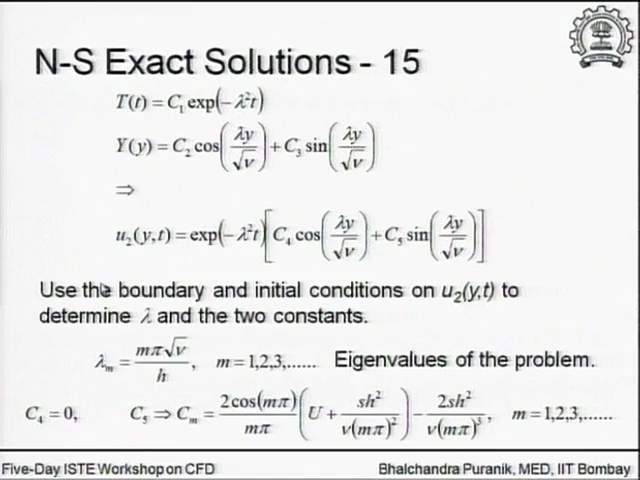 N-S Exact Solutions - 15
T(t) = C₁ exp(−λ²t)
Y(y) = C₂ cos(λy/√ν) + C₃ sin(λy/√ν)
⇒
u₂(y,t) = exp(−λ²t)[C₄ cos(λy/√ν) + C₅ sin(λy/√ν)]
Use the boundary and initial conditions on u₂(y,t) to
determine λ and the two constants.
λₘ = mπ√ν/h, m = 1,2,3,...... Eigenvalues of the problem.
C₄ = 0, C₅ ⇒ Cₘ = 2cos(mπ)/mπ (U + sh²/ν(mπ)²) − 2sh²/ν(mπ)³, m = 1,2,3,......
Five-Day ISTE Workshop on CFD Bhalchandra Puranik, MED, IIT Bombay